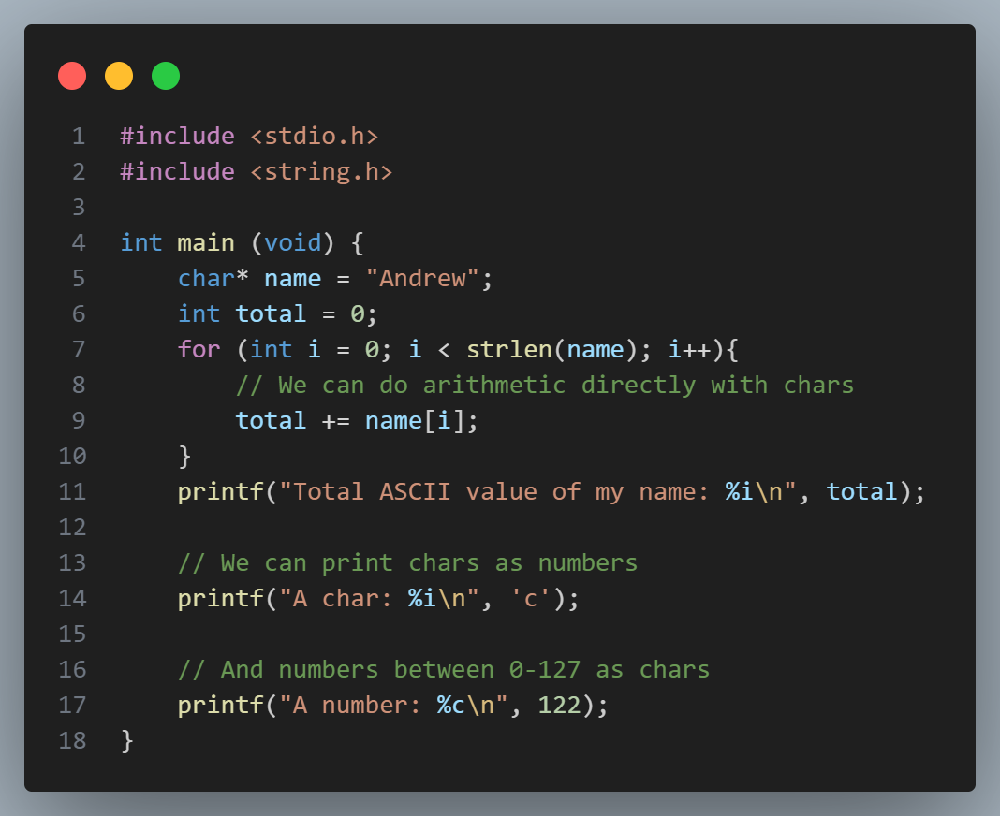 1 #include <stdio.h>
2 #include <string.h>
3
4 int main (void) {
5     char* name = "Andrew";
6     int total = 0;
7     for (int i = 0; i < strlen(name); i++){
8         // We can do arithmetic directly with chars
9         total += name[i];
10     }
11     printf("Total ASCII value of my name: %i\n", total);
12
13     // We can print chars as numbers
14     printf("A char: %i\n", 'c');
15
16     // And numbers between 0-127 as chars
17     printf("A number: %c\n", 122);
18 }